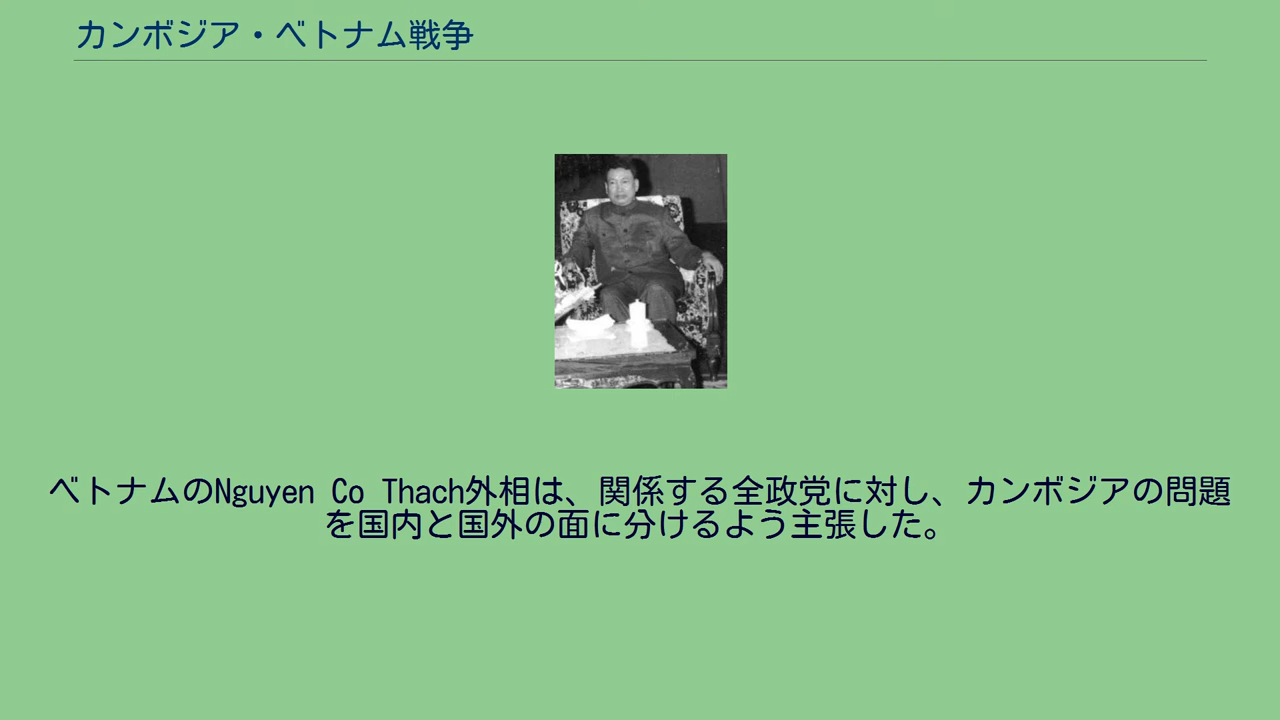 カンボジア・ベトナム戦争
ベトナムのNguyen Co Thach外相は、関係する全政党に対し、カンボジアの問題
を国内と国外の面に分けるよう主張した。